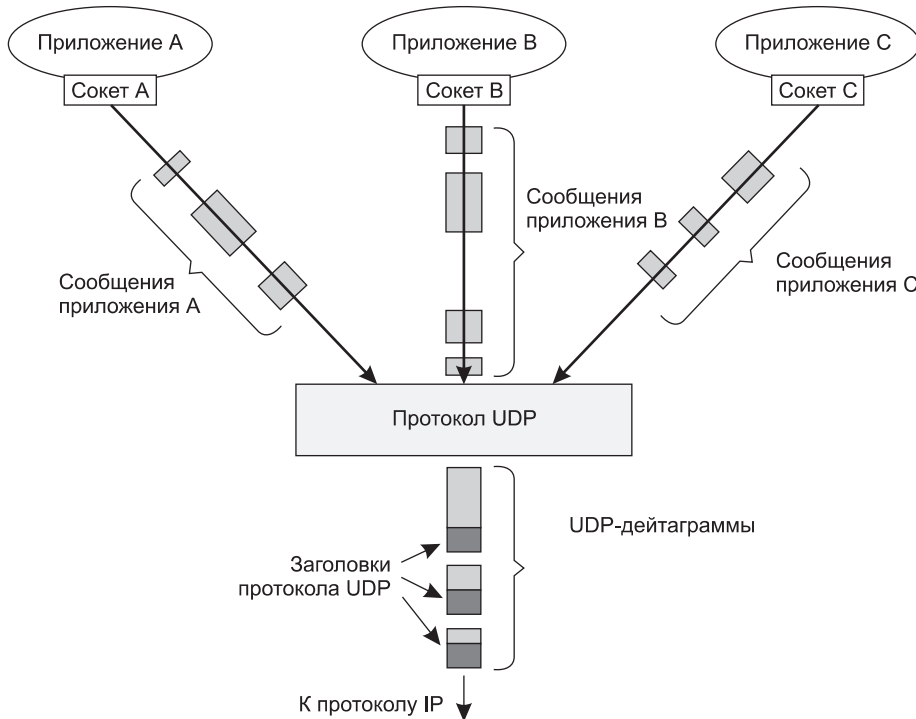 Приложение A
Приложение B
Приложение C
Сокет A
Сокет B
Сокет C
Сообщения
приложения B
Сообщения
приложения A
Сообщения
приложения C
Протокол UDP
UDP-дейтаграммы
Заголовки
протокола UDP
К протоколу IP